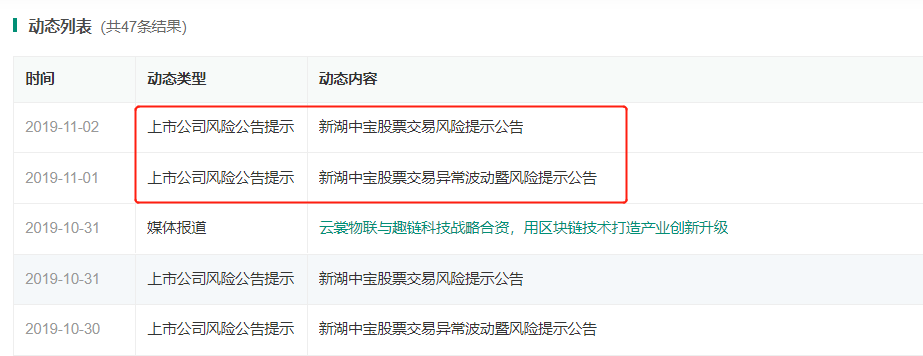 动态列表 (共47条结果)
时间 动态类型 动态内容
2019-11-02 上市公司风险公告提示 新湖中宝股票交易风险提示公告
2019-11-01 上市公司风险公告提示 新湖中宝股票交易异常波动暨风险提示公告
2019-10-31 媒体报道 云裳物联与趣链科技战略合资，用区块链技术打造产业创新升级
2019-10-31 上市公司风险公告提示 新湖中宝股票交易风险提示公告
2019-10-30 上市公司风险公告提示 新湖中宝股票交易异常波动暨风险提示公告